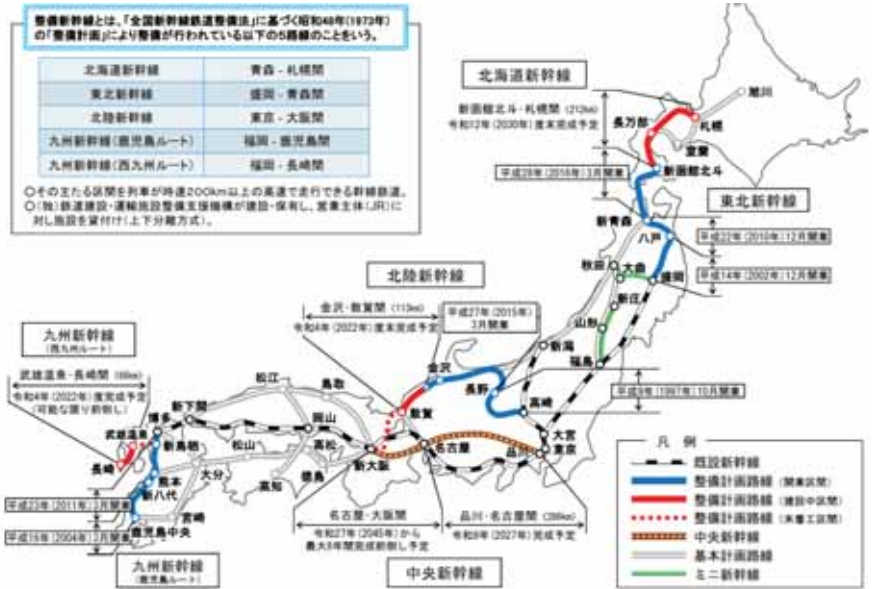 整備新幹線とは、「全国新幹線鉄道整備法」に基づく昭和48年(1973年)
の「整備計画」により整備が行われている以下の5路線のことをいう。
北海道新幹線 青森-札幌間
東北新幹線 盛岡-青森間
北陸新幹線 東京-大阪間
九州新幹線(鹿児島ルート) 福岡-鹿児島間
九州新幹線(西九州ルート) 福岡-長崎間
○その主たる区間を列車が時速200km以上の高速で走行できる幹線鉄道。
○(独)鉄道建設・運輸施設整備支援機構が建設・保有し、営業主体(JR)に
対し施設を貸付け(上下分離方式)。
北海道新幹線
新函館北斗・札幌間(212km)
令和12年(2030年)度末完成予定
旭川
長万部
札幌
室蘭
平成28年(2016年)3月開業
新函館北斗
東北新幹線
新青森
八戸
平成22年(2010年)12月開業
秋田
大曲
盛岡
平成14年(2002年)12月開業
新庄
山形
福島
新潟
北陸新幹線
金沢・敦賀間(113km)
令和4年(2022年)度末完成予定
平成27年(2015年)
3月開業
金沢
長野
高崎
平成9年(1997年)10月開業
敦賀
大宮
東京
品川
名古屋
新大阪
九州新幹線
(西九州ルート)
武雄温泉・長崎間(66km)
令和4年(2022年)度完成予定
(可能な限り前倒し)
松江
鳥取
新下関
岡山
博多
武雄温泉
新鳥栖
松山
高松
長崎
熊本
大分
徳島
高知
新八代
平成23年(2011年)3月開業
宮崎
鹿児島中央
平成16年(2004年)3月開業
九州新幹線
(鹿児島ルート)
名古屋・大阪間
令和27年(2045年)から
最大8年間完成前倒し予定
品川・名古屋間(286km)
令和9年(2027年)完成予定
中央新幹線
凡例
既設新幹線
整備計画路線(開業区間)
整備計画路線(建設中区間)
整備計画路線(未着工区間)
中央新幹線
基本計画路線
ミニ新幹線